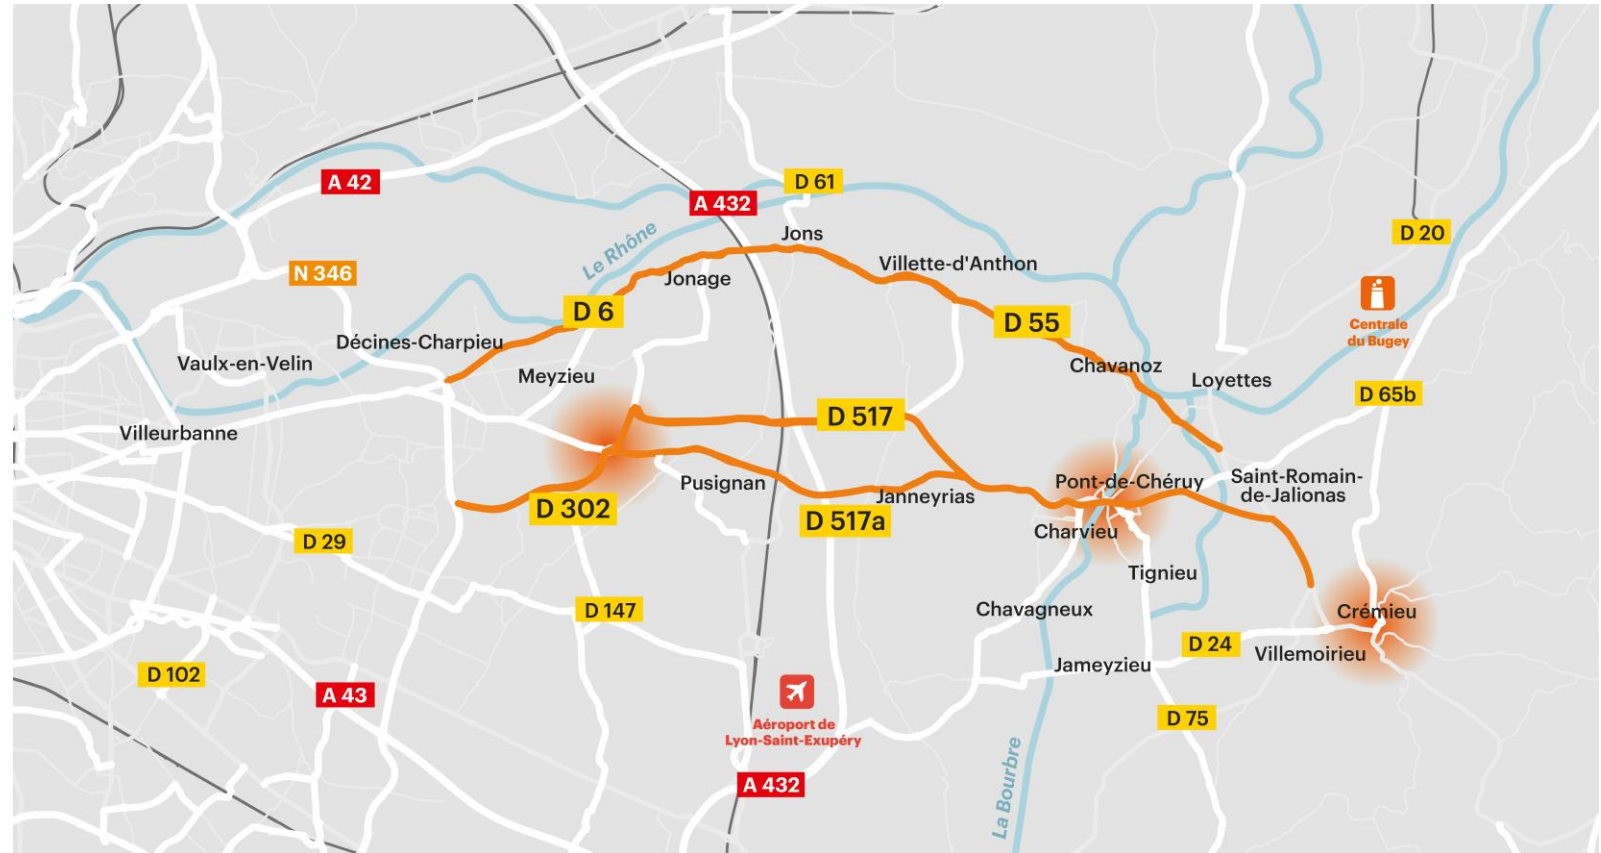 A 42
D 61
A 432
D 20
Jons
Le Rhône
Villette-d'Anthon
N 346
Jonage
D 6
D 55
Centrale
du Bugey
Décines-Charpieu
Vaulx-en-Velin
Meyzieu
Chavanoz
Loyettes
D 65b
D 517
Villeurbanne
Pusignan
Janneyrias
Pont-de-Chéruy
Saint-Romain-
de-Jalionas
D 302
D 517a
Charvieu
D 29
Tignieu
D 147
Chavagneux
Crémieu
D 24
Villemoirieu
Jameyzieu
D 102
A 43
D 75
Aéroport de
Lyon-Saint-Exupéry
La Bourbre
A 432